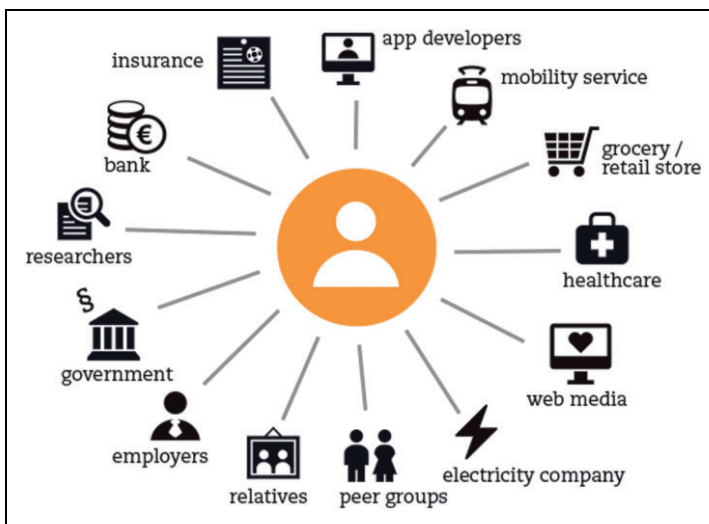 app developers
insurance
mobility service
€
bank
grocery /
retail store
researchers
healthcare
§
government
web media
employers
electricity company
relatives
peer groups